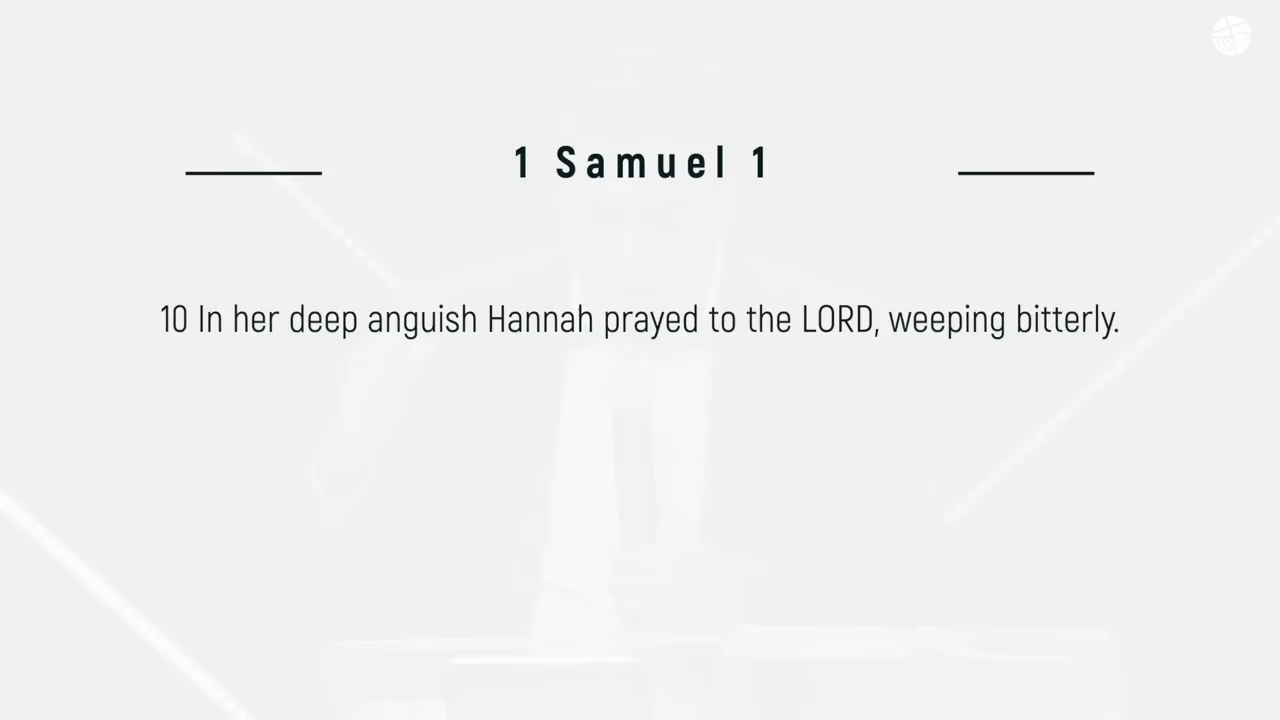 1 Samuel 1
10 In her deep anguish Hannah prayed to the LORD, weeping bitterly.